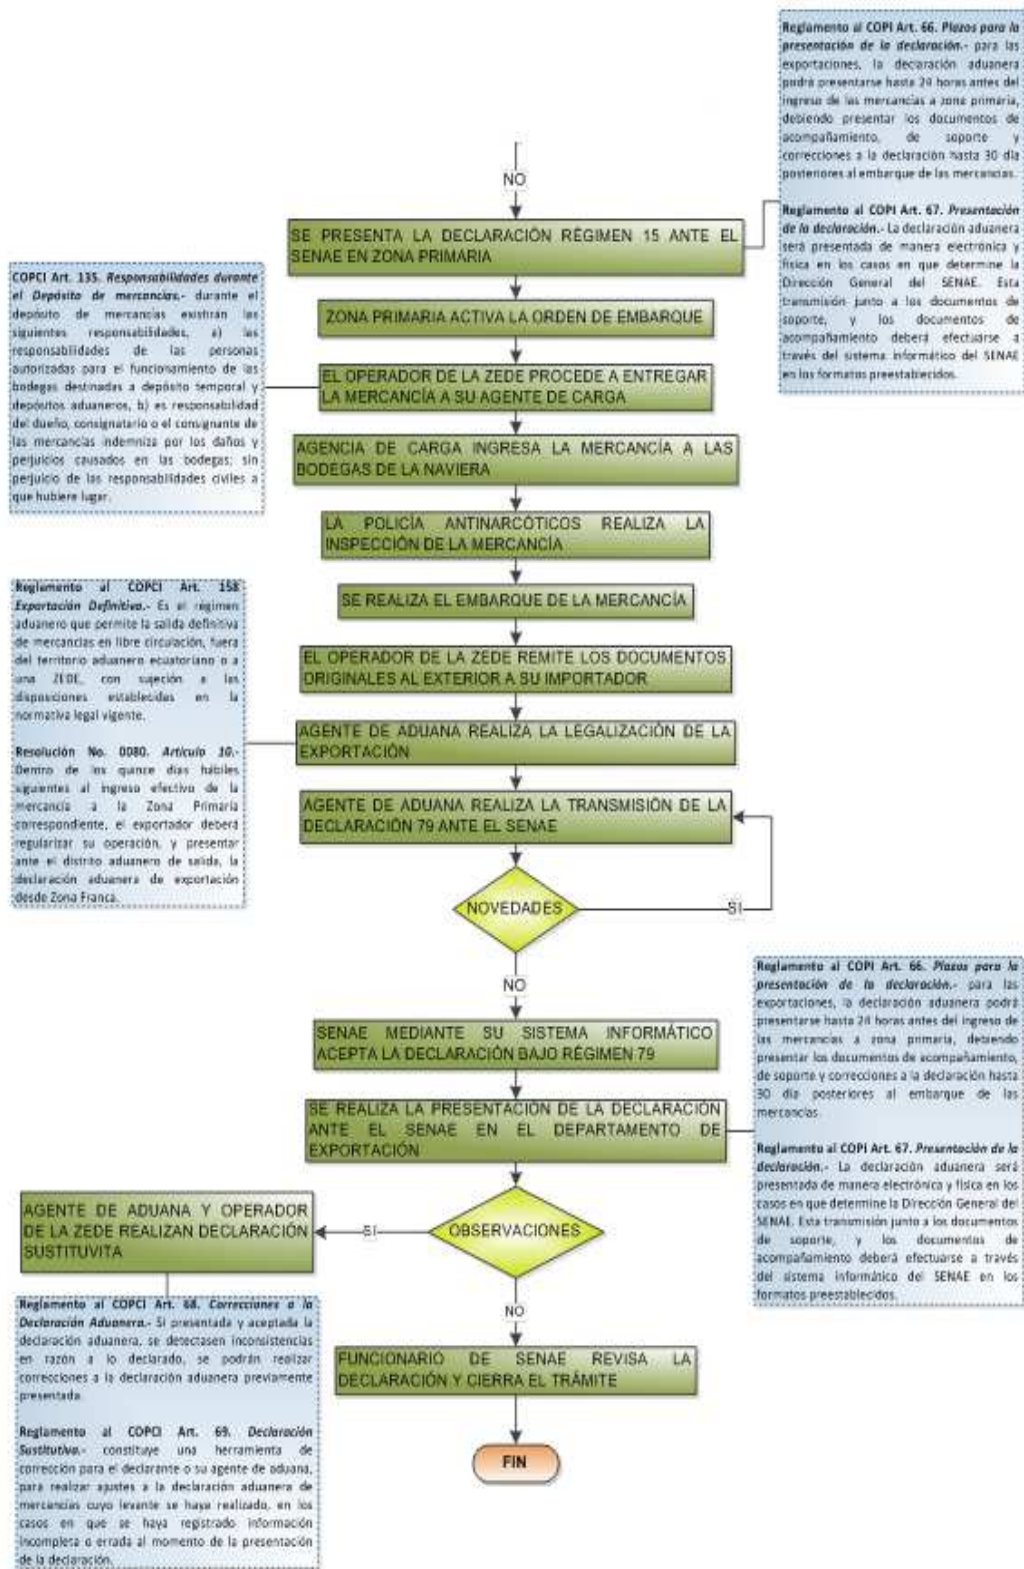 Reglamento al COPI Art. 66. Plazos para la
presentación de la declaración.- para las
exportaciones, la declaración aduanera
podrá presentarse hasta 24 horas antes del
ingreso de las mercancías a zona primaria,
debiendo presentar los documentos de
acompañamiento, de soporte y
correcciones a la declaración hasta 30 día
posteriores al embarque de las mercancías.
Reglamento al COPI Art. 67. Presentación
de la declaración.- La declaración aduanera
será presentada de manera electrónica y
física en los casos en que determine la
Dirección General del SENAE. Esta
transmisión junto a los documentos de
soporte, y los documentos de
acompañamiento deberá efectuarse a
través del sistema informático del SENAE
en los formatos preestablecidos.
NO
SE PRESENTA LA DECLARACIÓN RÉGIMEN 15 ANTE EL
SENAE EN ZONA PRIMARIA
COPCI Art. 135. Responsabilidades durante
el Depósito de mercancías.- durante el
depósito de mercancías existirán las
siguientes responsabilidades, a) las
responsabilidades de las personas
autorizadas para el funcionamiento de las
bodegas destinadas a depósito temporal y
depósitos aduaneros, b) es responsabilidad
del dueño, consignatario o el consignante de
las mercancías indemniza por los daños y
perjuicios causados en las bodegas; sin
perjuicio de las responsabilidades civiles a
que hubiere lugar.
ZONA PRIMARIA ACTIVA LA ORDEN DE EMBARQUE
EL OPERADOR DE LA ZEDE PROCEDE A ENTREGAR
LA MERCANCÍA A SU AGENTE DE CARGA
AGENCIA DE CARGA INGRESA LA MERCANCÍA A LAS
BODEGAS DE LA NAVIERA
LA POLICÍA ANTINARCÓTICOS REALIZA LA
INSPECCIÓN DE LA MERCANCÍA
SE REALIZA EL EMBARQUE DE LA MERCANCÍA
EL OPERADOR DE LA ZEDE REMITE LOS DOCUMENTOS
ORIGINALES AL EXTERIOR A SU IMPORTADOR
Reglamento al COPCI Art. 158
Exportación Definitiva.- Es el régimen
aduanero que permite la salida definitiva
de mercancías en libre circulación, fuera
del territorio aduanero ecuatoriano o a
una ZEDE, con sujeción a las
disposiciones establecidas en la
normativa legal vigente.
Resolución No. 0080. Artículo 10.-
Dentro de los quince días hábiles
siguientes al ingreso efectivo de la
mercancía a la Zona Primaria
correspondiente, el exportador deberá
regularizar su operación, y presentar
ante el distrito aduanero de salida, la
declaración aduanera de exportación
desde Zona Franca.
AGENTE DE ADUANA REALIZA LA LEGALIZACIÓN DE LA
EXPORTACIÓN
AGENTE DE ADUANA REALIZA LA TRANSMISIÓN DE LA
DECLARACIÓN 79 ANTE EL SENAE
NOVEDADES
SI
NO
SENAE MEDIANTE SU SISTEMA INFORMÁTICO
ACEPTA LA DECLARACIÓN BAJO RÉGIMEN 79
SE REALIZA LA PRESENTACIÓN DE LA DECLARACIÓN
ANTE EL SENAE EN EL DEPARTAMENTO DE
EXPORTACIÓN
Reglamento al COPI Art. 66. Plazos para la
presentación de la declaración.- para las
exportaciones, la declaración aduanera podrá
presentarse hasta 24 horas antes del ingreso de
las mercancías a zona primaria, debiendo
presentar los documentos de acompañamiento,
de soporte y correcciones a la declaración hasta
30 día posteriores al embarque de las
mercancías.
Reglamento al COPI Art. 67. Presentación de la
declaración.- La declaración aduanera será
presentada de manera electrónica y física en los
casos en que determine la Dirección General del
SENAE. Esta transmisión junto a los documentos
de soporte, y los documentos de
acompañamiento deberá efectuarse a través
del sistema informático del SENAE en los
formatos preestablecidos.
OBSERVACIONES
SI
AGENTE DE ADUANA Y OPERADOR
DE LA ZEDE REALIZAN DECLARACIÓN
SUSTITUVITA
Reglamento al COPCI Art. 68. Correcciones a la
Declaración Aduanera.- Si presentada y aceptada la
declaración aduanera, se detectasen inconsistencias
en razón a lo declarado, se podrán realizar
correcciones a la declaración aduanera previamente
presentada.
Reglamento al COPCI Art. 69. Declaración
Sustitutiva.- constituye una herramienta de
corrección para el declarante o su agente de aduana,
para realizar ajustes a la declaración aduanera de
mercancías cuyo levante se haya realizado, en los
casos en que se haya registrado información
incompleta o errada al momento de la presentación
de la declaración.
NO
FUNCIONARIO DE SENAE REVISA LA
DECLARACIÓN Y CIERRA EL TRÁMITE
FIN